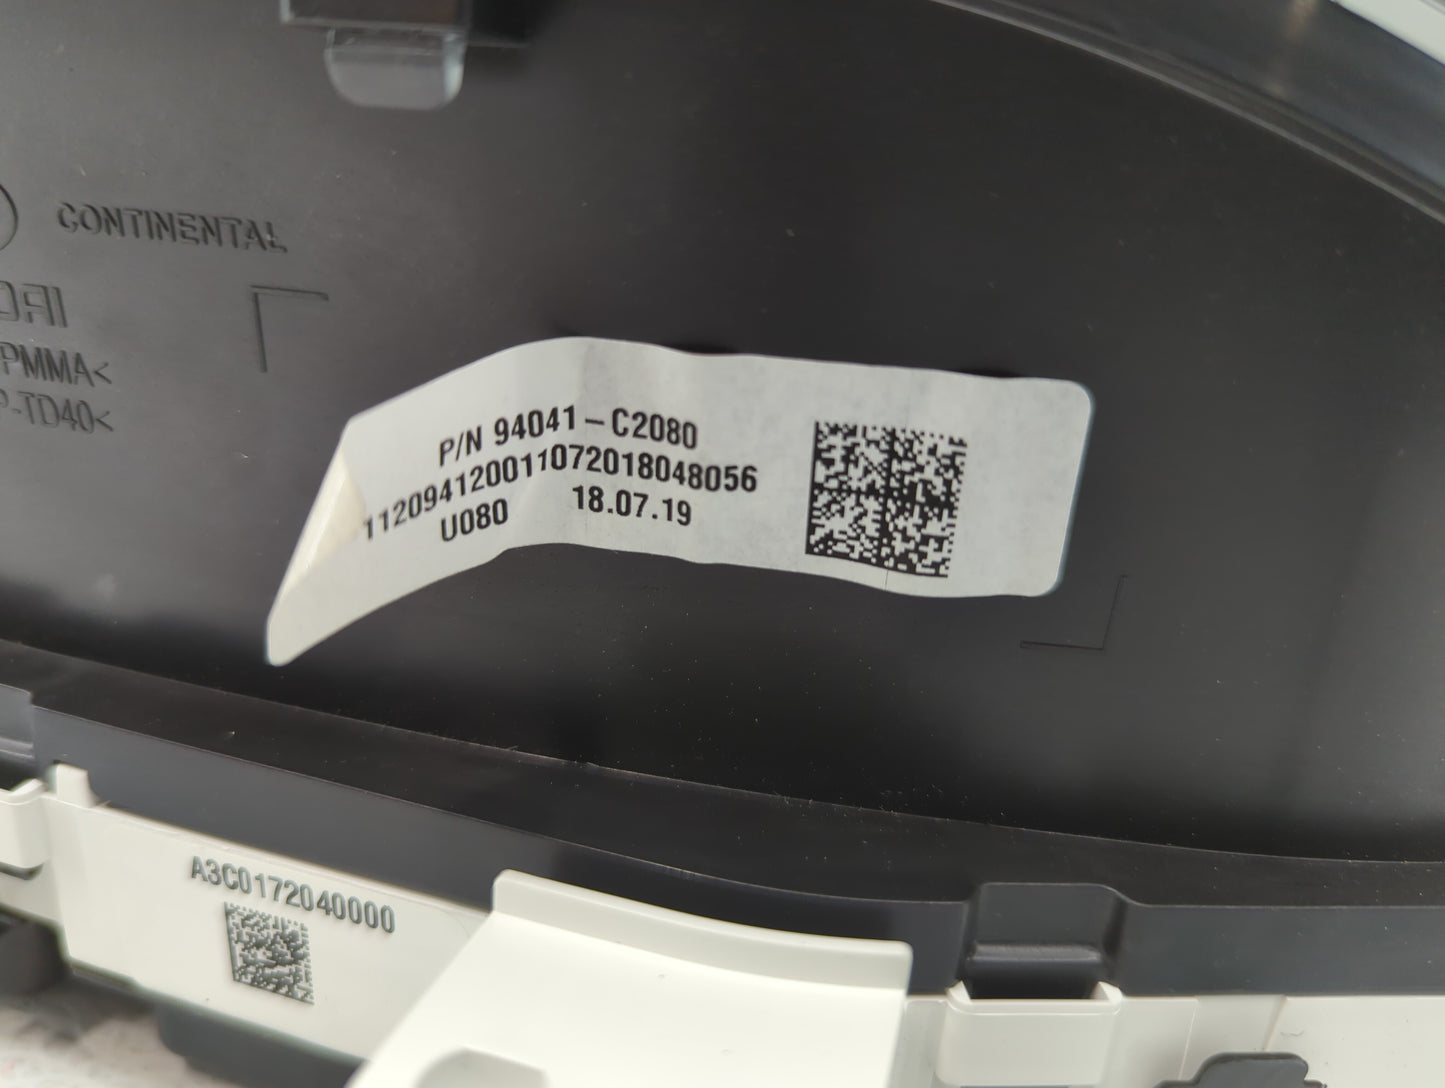 CONTINENTAL
PMMA<
-TD40<
P/N 94041-C2080
112094120011072018048056
U080 18.07.19
A3C0172040000